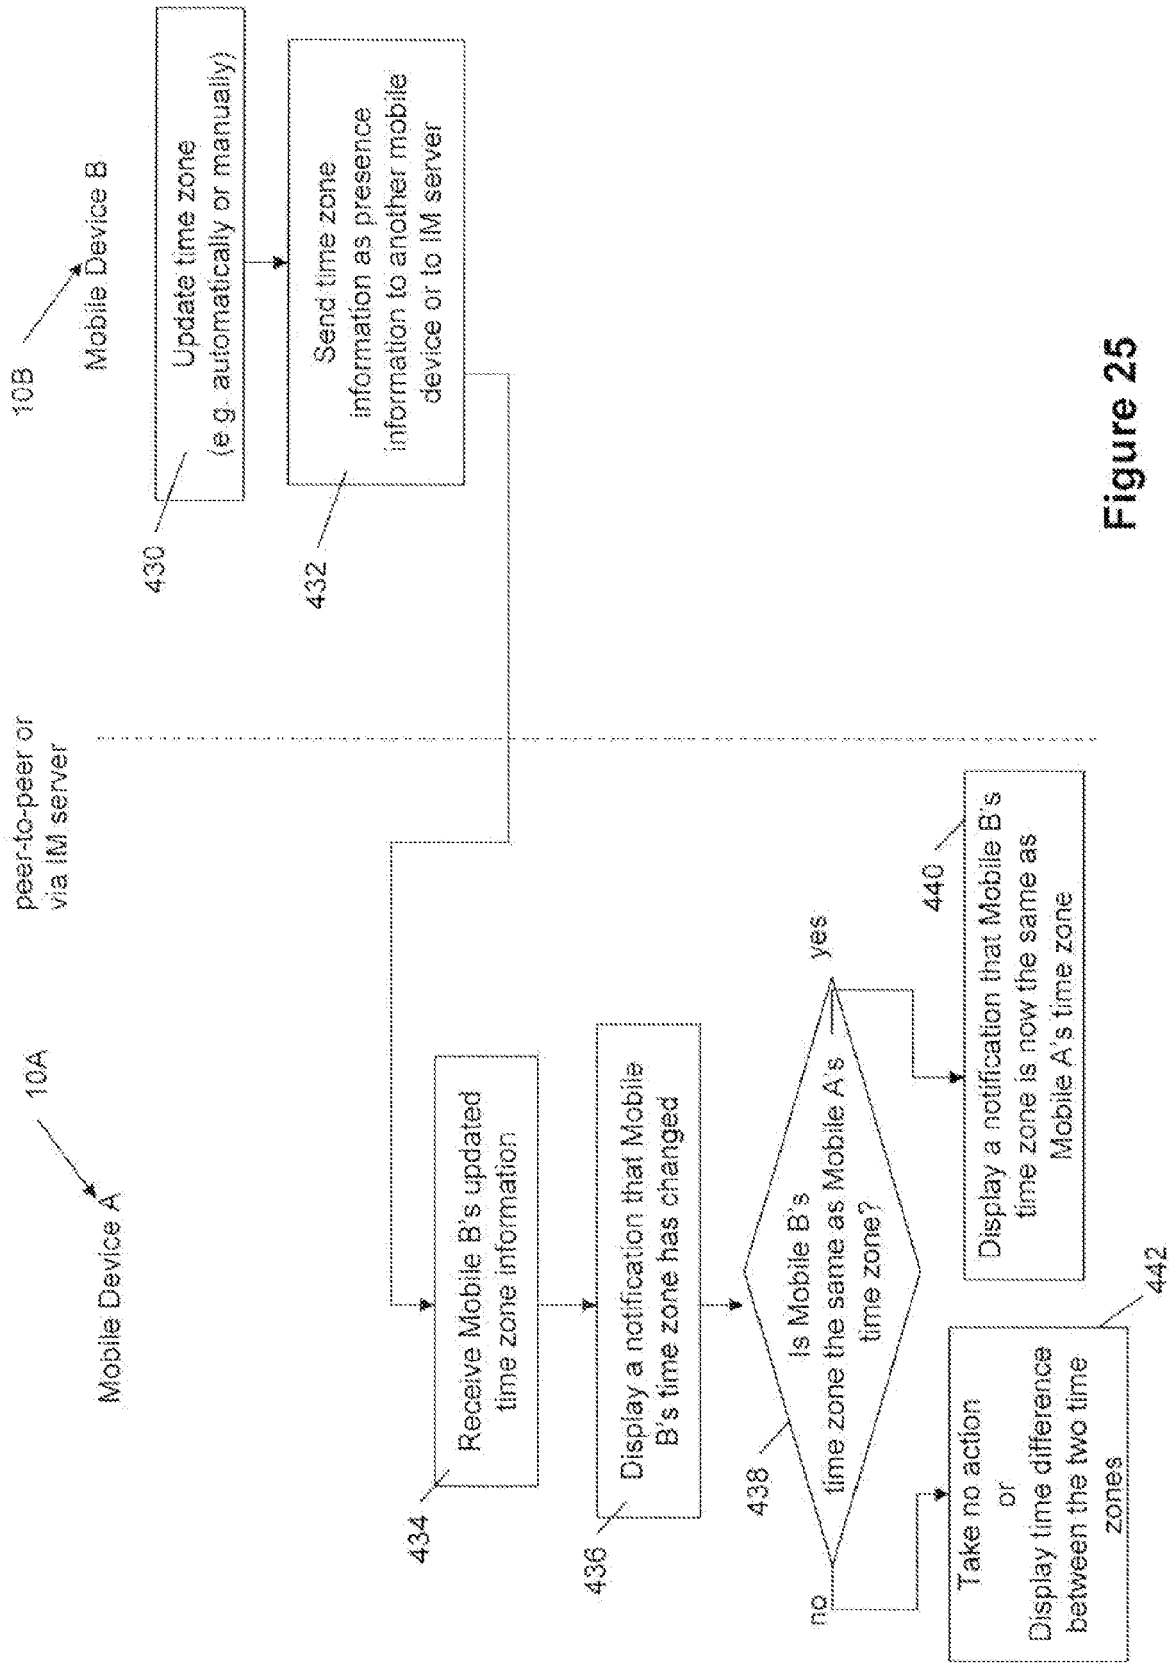 10A
Mobile Device A
peer-to-peer or
via IM server
10B
Mobile Device B
430
Update time zone
(e.g. automatically or manually)
432
Send time zone
information as presence
information to another mobile
device or to IM server
434
Receive Mobile B's updated
time zone information
436
Display a notification that Mobile
B's time zone has changed
438
Is Mobile B's
time zone the same as Mobile A's
time zone?
no
yes
440
Display a notification that Mobile B's
time zone is now the same as
Mobile A's time zone
442
Take no action
or
Display time difference
between the two time
zones
Figure 25